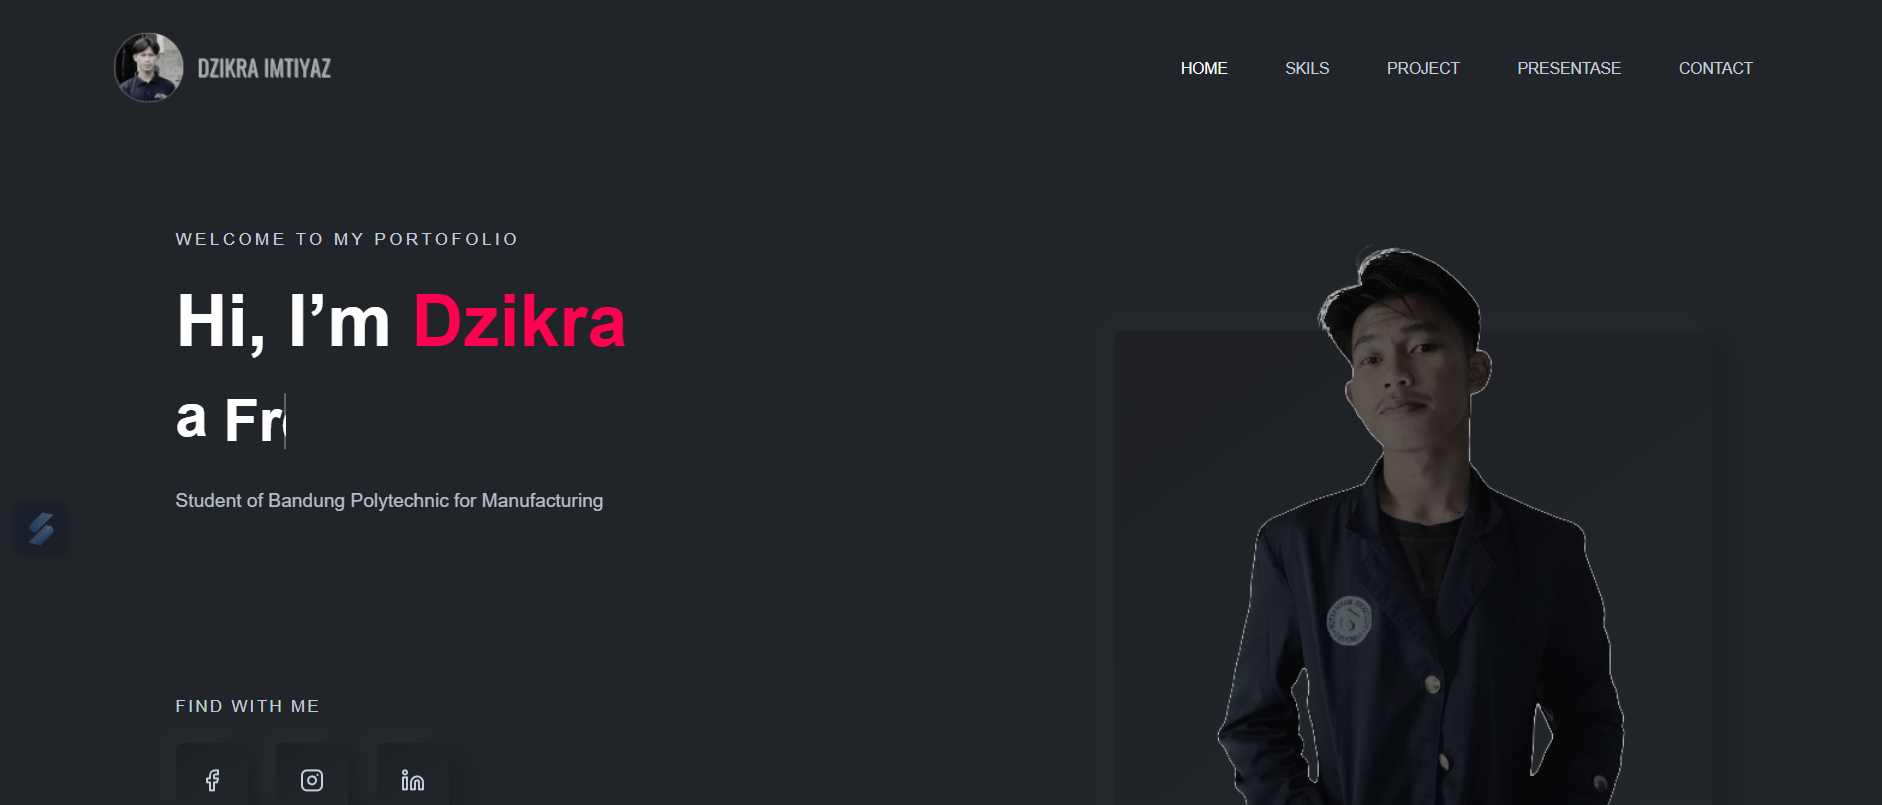 DZIKRA IMTIYAZ
HOME SKILS PROJECT PRESENTASE CONTACT
WELCOME TO MY PORTOFOLIO
Hi, I’m Dzikra
a Fr
Student of Bandung Polytechnic for Manufacturing
FIND WITH ME